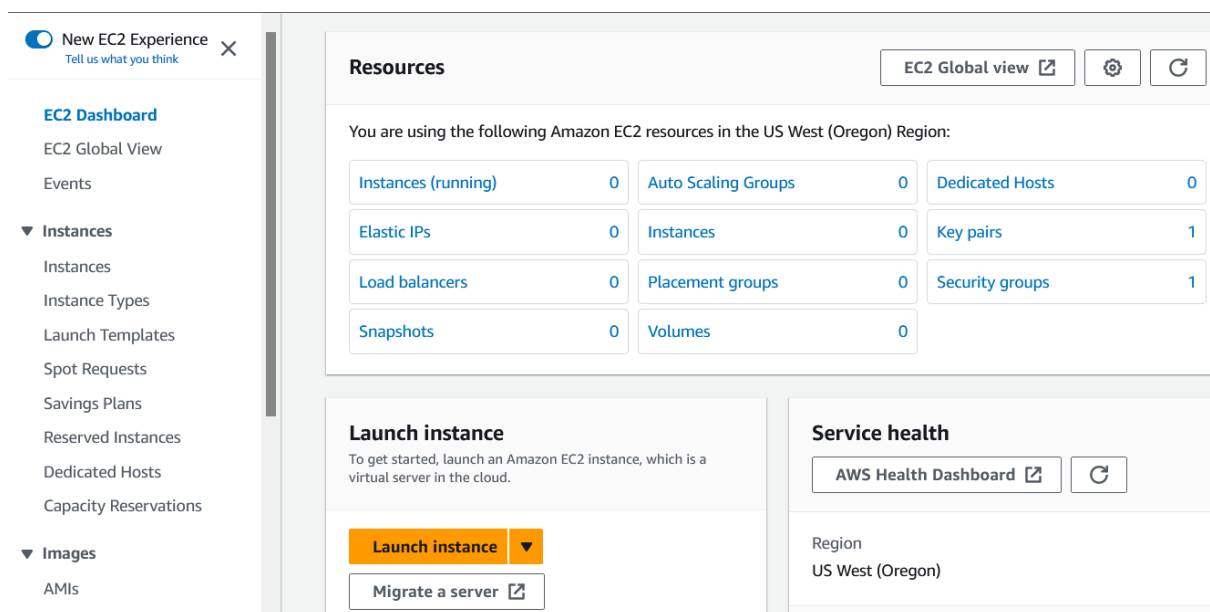 New EC2 Experience
Tell us what you think
EC2 Dashboard
EC2 Global View
Events
Instances
Instances
Instance Types
Launch Templates
Spot Requests
Savings Plans
Reserved Instances
Dedicated Hosts
Capacity Reservations
Images
AMIs
Resources
EC2 Global view
You are using the following Amazon EC2 resources in the US West (Oregon) Region:
Instances (running) 0 Auto Scaling Groups 0 Dedicated Hosts 0
Elastic IPs 0 Instances 0 Key pairs 1
Load balancers 0 Placement groups 0 Security groups 1
Snapshots 0 Volumes 0
Launch instance
To get started, launch an Amazon EC2 instance, which is a
virtual server in the cloud.
Launch instance
Migrate a server
Service health
AWS Health Dashboard
Region
US West (Oregon)